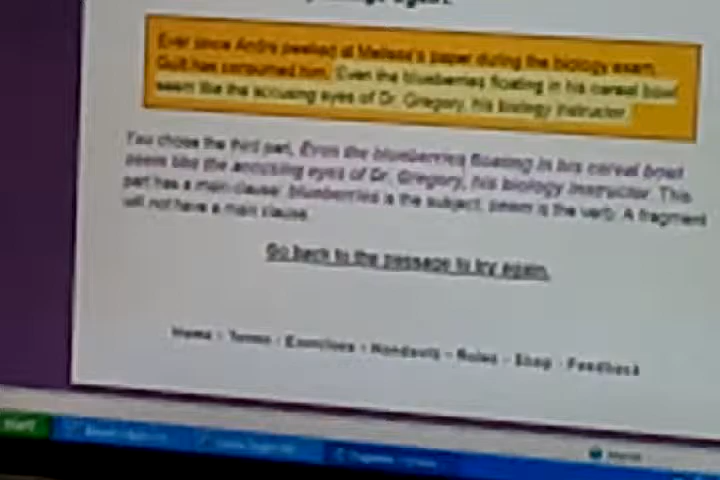 Ever since Andre peeked at Melissa's paper during the biology exam,
Guilt has consumed him. Even the blueberries floating in his cereal bowl
seem like the accusing eyes of Dr. Gregory, his biology instructor.
You chose the third part, Even the blueberries floating in his cereal bowl
seem like the accusing eyes of Dr. Gregory, his biology instructor. This
part has a main clause: blueberries is the subject, seem is the verb. A fragment
will not have a main clause.
Go back to the passage to try again.
Home - Terms - Exercises - Handouts - Rules - Shop - Feedback
start